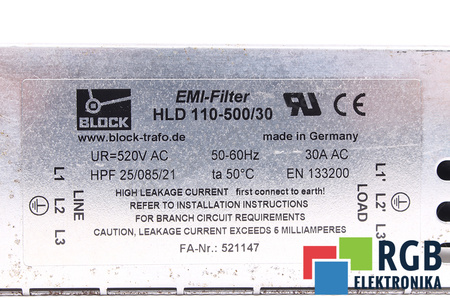 EMI-Filter
HLD 110-500/30
BLOCK
www.block-trafo.de
made in Germany
UR=520V AC 50-60Hz 30A AC
HPF 25/085/21 ta 50°C EN 133200
HIGH LEAKAGE CURRENT first connect to earth!
REFER TO INSTALLATION INSTRUCTIONS
FOR BRANCH CIRCUIT REQUIREMENTS
CAUTION, LEAKAGE CURRENT EXCEEDS 5 MILLIAMPERES
FA-Nr.: 521147
L1
L2
L3
LINE
L1'
L2'
L3'
LOAD
RU
CE
RGB
ELEKTRONIKA